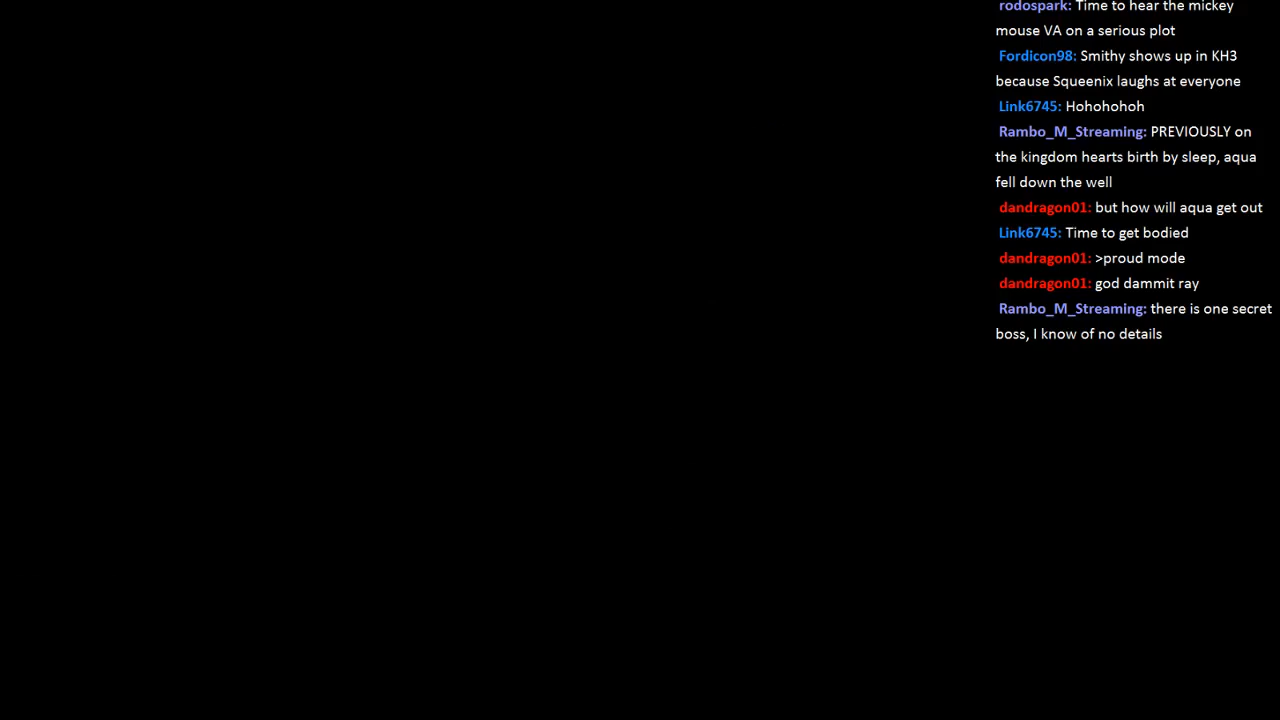 rodospark: Time to hear the mickey
mouse VA on a serious plot
Fordicon98: Smithy shows up in KH3
because Squeenix laughs at everyone
Link6745: Hohohohoh
Rambo_M_Streaming: PREVIOUSLY on
the kingdom hearts birth by sleep, aqua
fell down the well
dandragon01: but how will aqua get out
Link6745: Time to get bodied
dandragon01: >proud mode
dandragon01: god dammit ray
Rambo_M_Streaming: there is one secret
boss, I know of no details